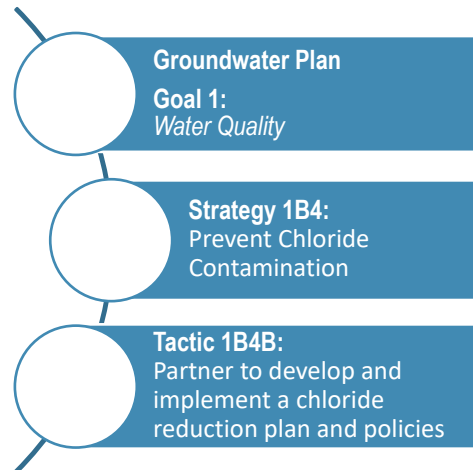 Groundwater Plan
Goal 1:
Water Quality
Strategy 1B4:
Prevent Chloride
Contamination
Tactic 1B4B:
Partner to develop and
implement a chloride
reduction plan and policies